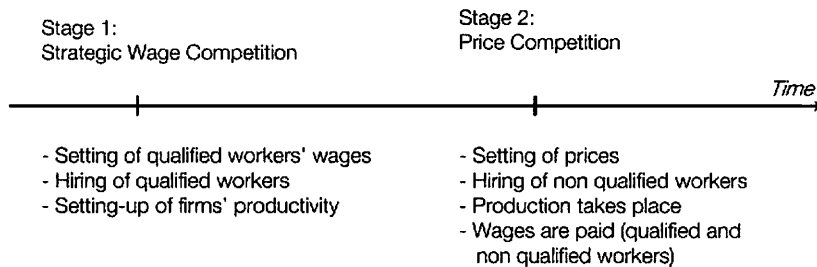 Stage 1:
Strategic Wage Competition
Stage 2:
Price Competition
Time
- Setting of qualified workers' wages
- Hiring of qualified workers
- Setting-up of firms' productivity
- Setting of prices
- Hiring of non qualified workers
- Production takes place
- Wages are paid (qualified and
non qualified workers)